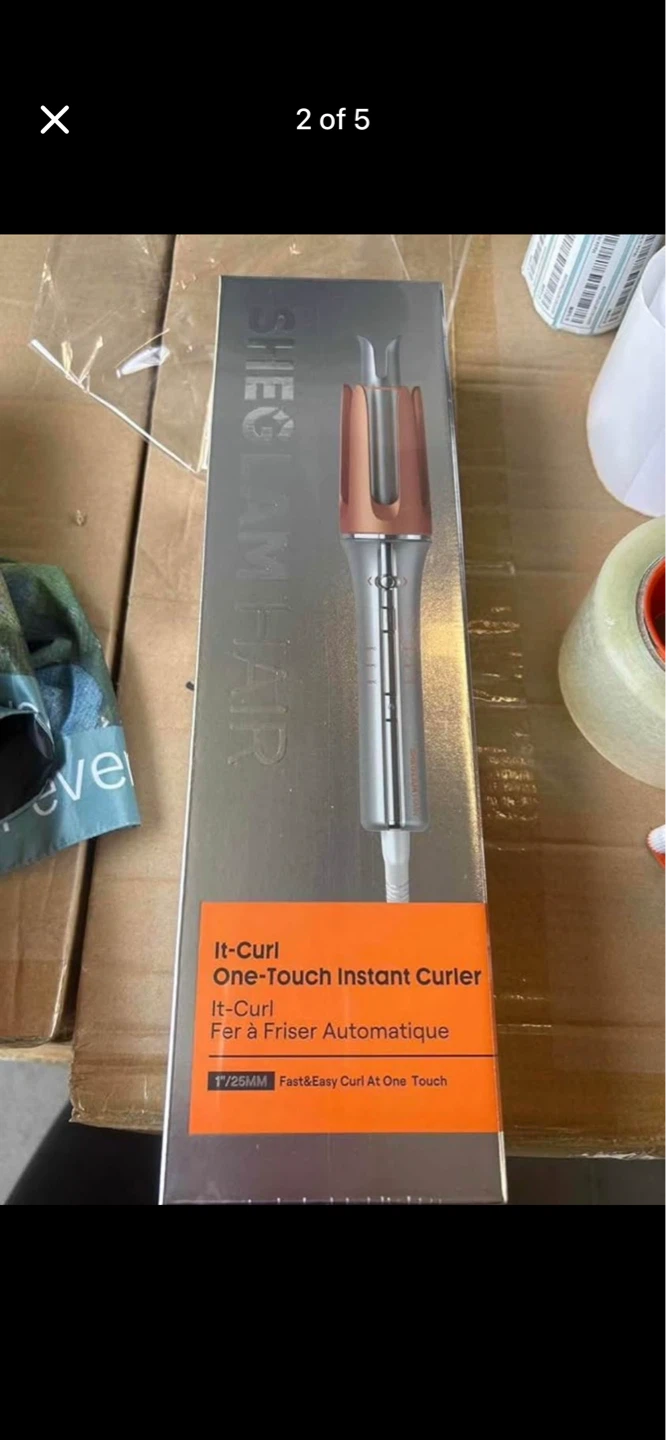 2 of 5
SHEGLAM HAIR
It-Curl
One-Touch Instant Curler
It-Curl
Fer à Friser Automatique
1"/25MM Fast&Easy Curl At One Touch
ever